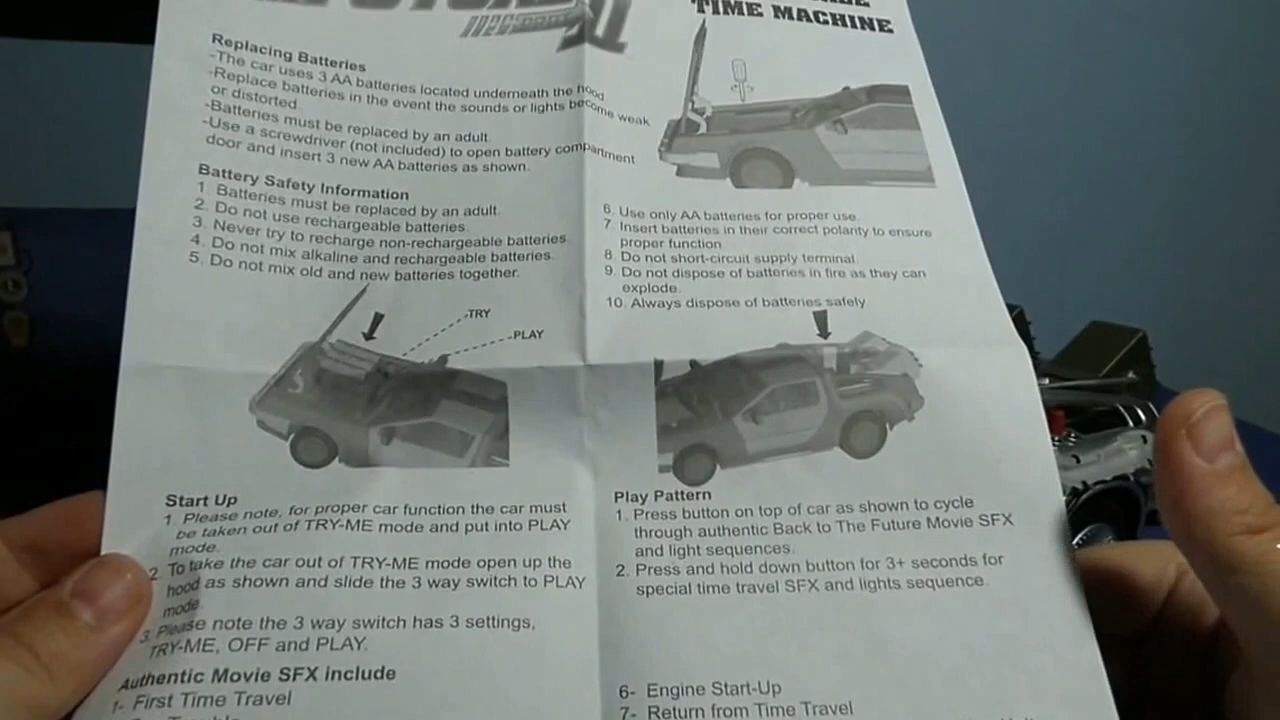 II
TIME MACHINE
Replacing Batteries
-The car uses 3 AA batteries located underneath the hood
-Replace batteries in the event the sounds or lights become weak
or distorted
-Batteries must be replaced by an adult
-Use a screwdriver (not included) to open battery compartment
door and insert 3 new AA batteries as shown.
Battery Safety Information
1 Batteries must be replaced by an adult
2. Do not use rechargeable batteries
3. Never try to recharge non-rechargeable batteries
4. Do not mix alkaline and rechargeable batteries.
5. Do not mix old and new batteries together.
6. Use only AA batteries for proper use.
7. Insert batteries in their correct polarity to ensure
proper function
8. Do not short-circuit supply terminal
9. Do not dispose of batteries in fire as they can
explode.
10. Always dispose of batteries safely
TRY
PLAY
Start Up
1. Please note, for proper car function the car must
be taken out of TRY-ME mode and put into PLAY
mode.
2. To take the car out of TRY-ME mode open up the
hood as shown and slide the 3 way switch to PLAY
mode.
3. Please note the 3 way switch has 3 settings,
TRY-ME, OFF and PLAY.
Play Pattern
1. Press button on top of car as shown to cycle
through authentic Back to The Future Movie SFX
and light sequences.
2. Press and hold down button for 3+ seconds for
special time travel SFX and lights sequence.
Authentic Movie SFX include
1- First Time Travel
6- Engine Start-Up
7- Return from Time Travel